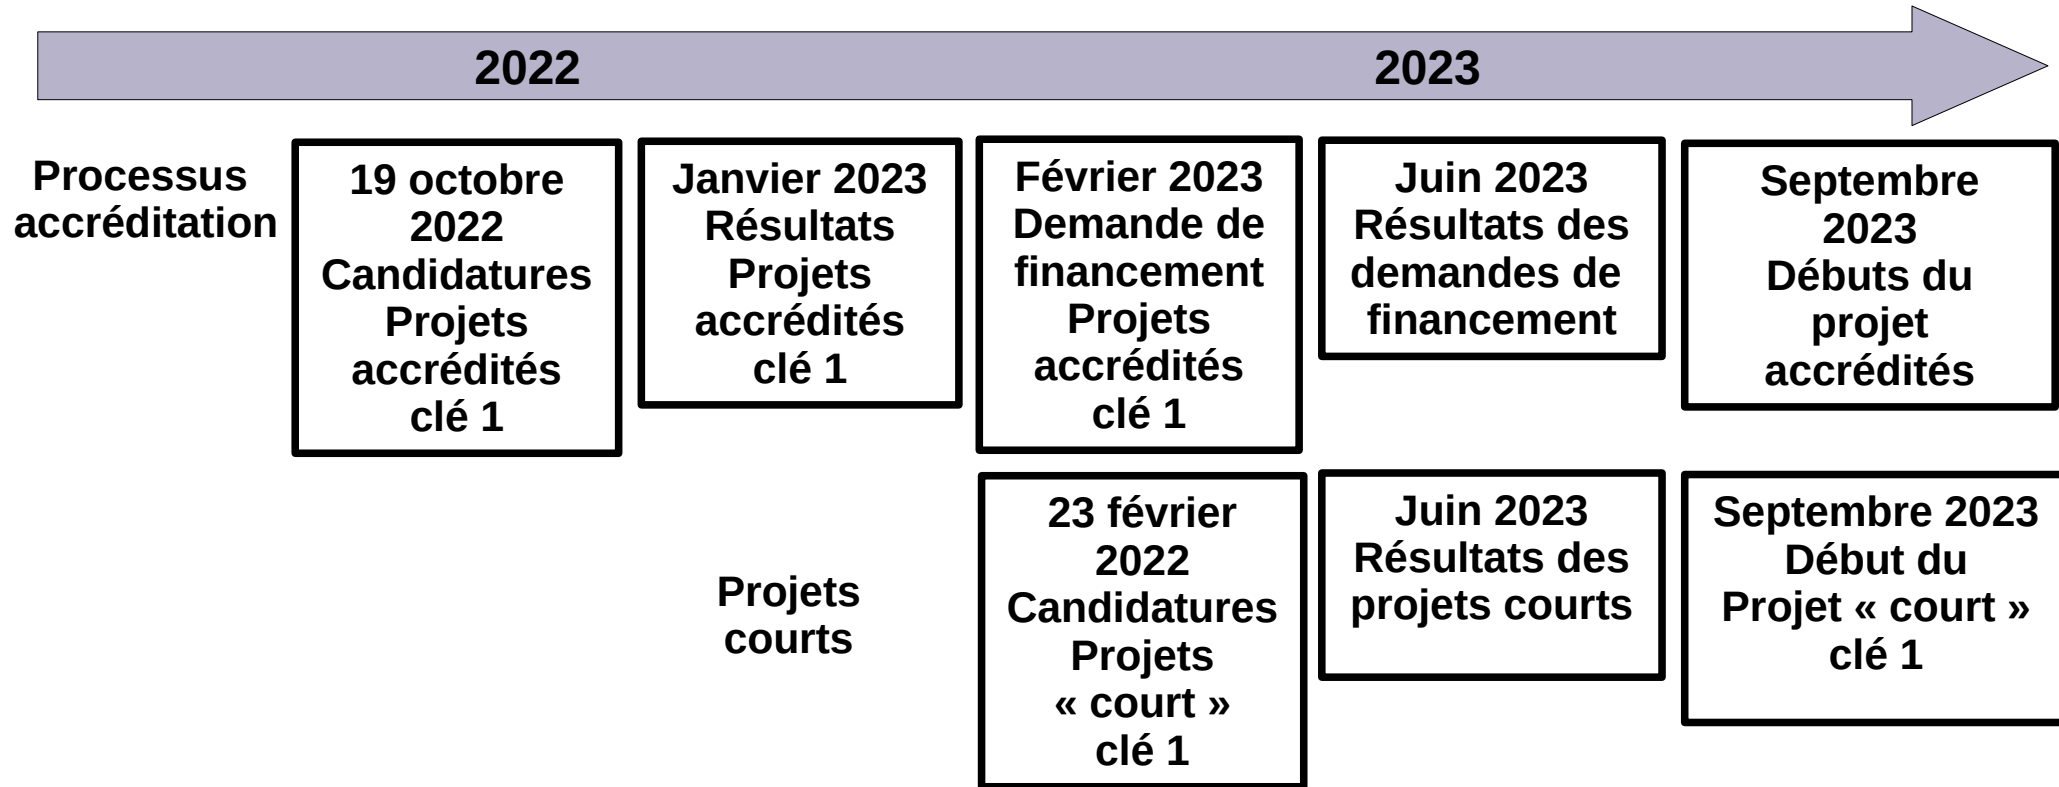 2022
2023
Processus
accréditation
19 octobre
2022
Candidatures
Projets
accrédités
clé 1
Janvier 2023
Résultats
Projets
accrédités
clé 1
Février 2023
Demande de
financement
Projets
accrédités
clé 1
Juin 2023
Résultats des
demandes de
financement
Septembre
2023
Débuts du
projet
accrédités
Projets
courts
23 février
2022
Candidatures
Projets
« court »
clé 1
Juin 2023
Résultats des
projets courts
Septembre 2023
Début du
Projet « court »
clé 1